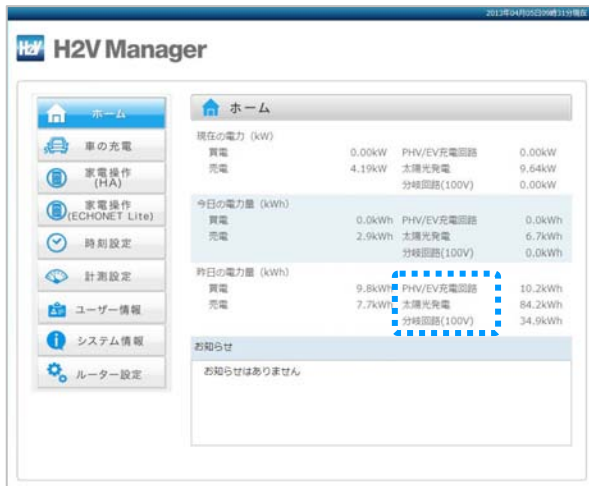 2013年04月05日09時31分現在
H2V H2V Manager
ホーム
車の充電
家電操作
(HA)
家電操作
(ECHONET Lite)
時刻設定
計測設定
ユーザー情報
システム情報
ルーター設定
ホーム
現在の電力（kW）
買電 0.00kW PHV/EV充電回路 0.00kW
売電 4.19kW 太陽光発電 9.64kW
分岐回路(100V) 0.00kW
今日の電力量（kWh）
買電 0.0kWh PHV/EV充電回路 0.0kWh
売電 2.9kWh 太陽光発電 6.7kWh
分岐回路(100V) 0.0kWh
昨日の電力量（kWh）
買電 9.8kWh PHV/EV充電回路 10.2kWh
売電 7.7kWh 太陽光発電 84.2kWh
分岐回路(100V) 34.9kWh
お知らせ
お知らせはありません